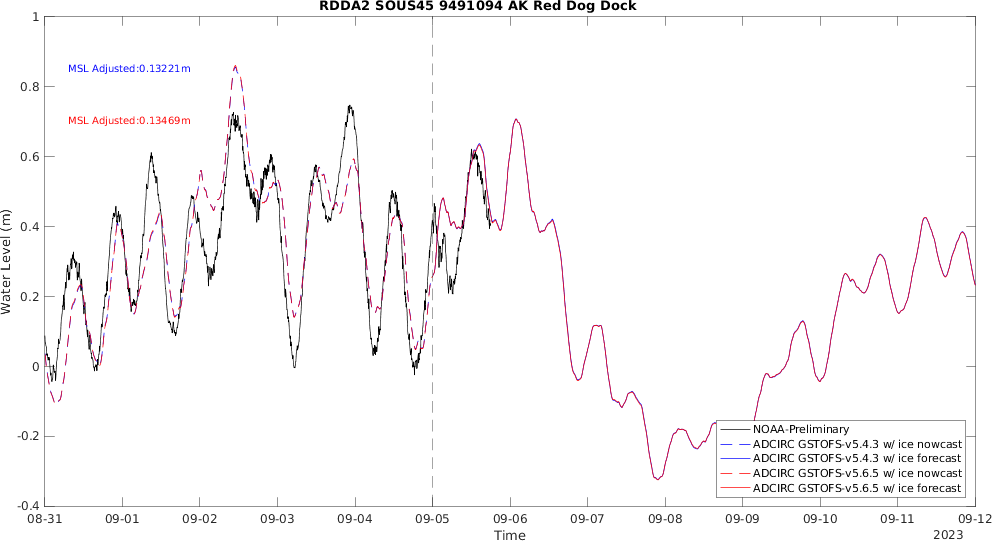 RDDA2 SOUS45 9491094 AK Red Dog Dock
1
0.8
0.6
0.4
0.2
0
-0.2
-0.4
Water Level (m)
MSL Adjusted:0.13221m
MSL Adjusted:0.13469m
NOAA-Preliminary
ADCIRC GSTOFS-v5.4.3 w/ ice nowcast
ADCIRC GSTOFS-v5.4.3 w/ ice forecast
ADCIRC GSTOFS-v5.6.5 w/ ice nowcast
ADCIRC GSTOFS-v5.6.5 w/ ice forecast
08-31 09-01 09-02 09-03 09-04 09-05 09-06 09-07 09-08 09-09 09-10 09-11 09-12
Time
2023